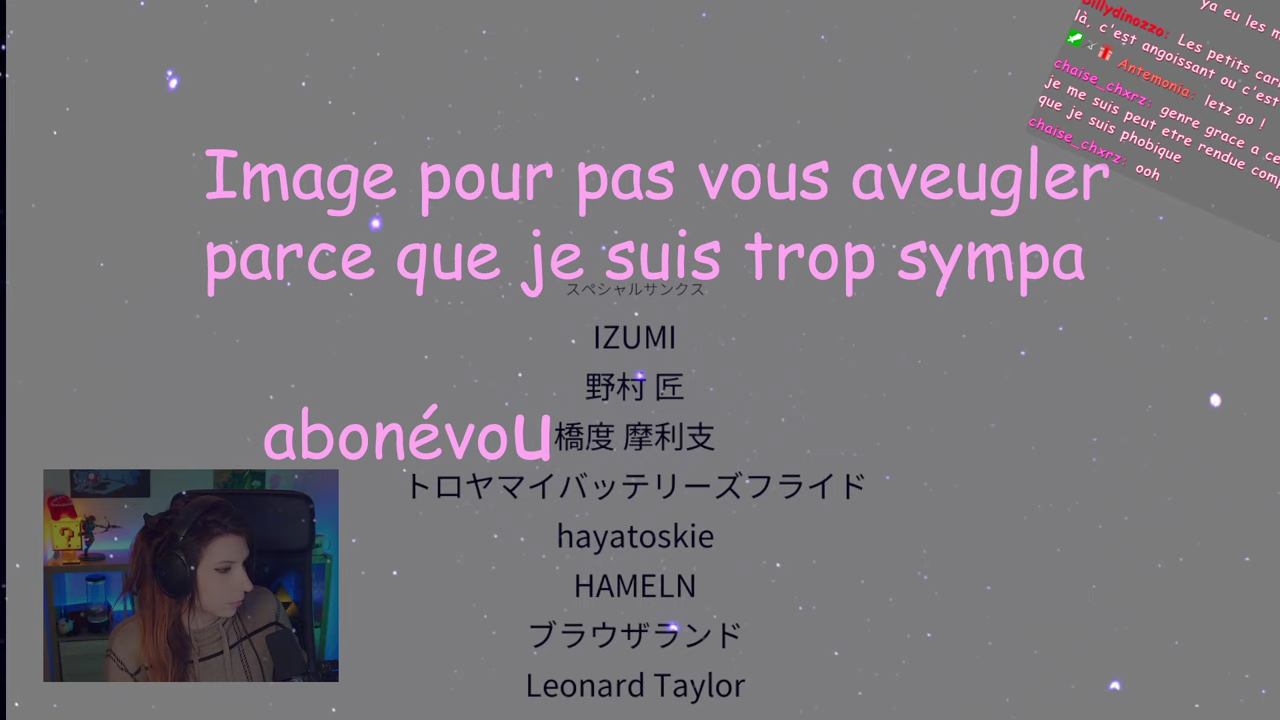 Image pour pas vous aveugler
parce que je suis trop sympa
スペシャルサンクス
IZUMI
野村 匠
abonévou
橋度 摩利支
トロヤマイバッテリーズフライド
hayatoskie
HAMELN
ブラウザランド
Leonard Taylor
ya eu les m
billydinozzo: Les petits car
là, c'est angoissant ou c'est
Antemonia: letz go !
chaise_chxrz: genre grace a ce
je me suis peut etre rendue comp
que je suis phobique
chaise_chxrz: ooh